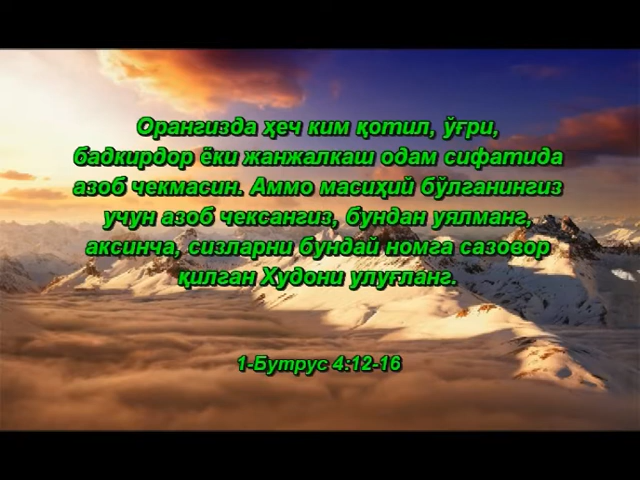 Орангизда ҳеч ким қотил, ўғри,
бадкирдор ёки жанжалкаш одам сифатида
азоб чекмасин. Аммо масиҳий бўлганингиз
учун азоб чексангиз, бундан уялманг,
аксинча, сизларни бундай номга сазовор
қилган Худони улуғланг.
1-Бутрус 4:12-16